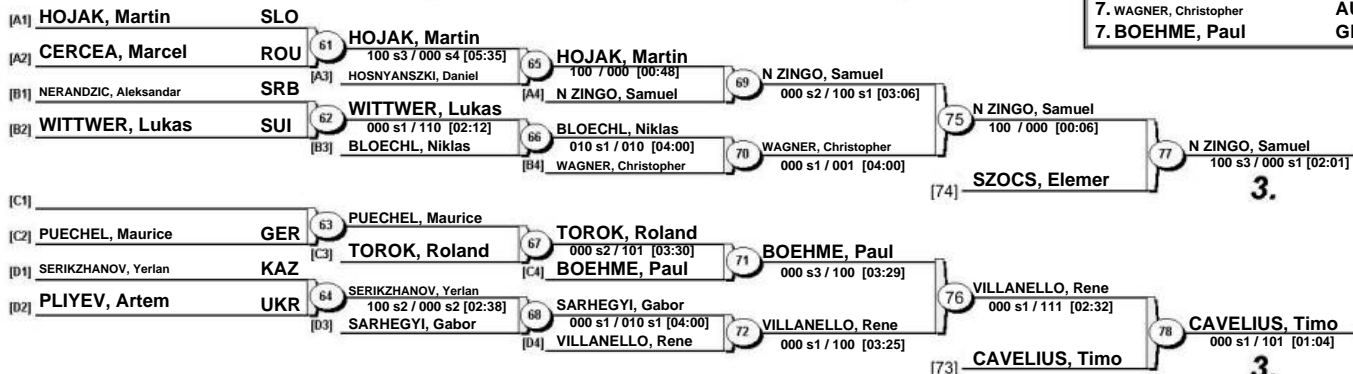 7. WAGNER, Christopher
7. BOEHME, Paul
[A1] HOJAK, Martin SLO
[A2] CERCEA, Marcel ROU
61 HOJAK, Martin
100 s3 / 000 s4 [05:35]
[A3] HOSNYANSZKI, Daniel
65 HOJAK, Martin
100 / 000 [00:48]
[A4] N ZINGO, Samuel
69 N ZINGO, Samuel
000 s2 / 100 s1 [03:06]
[B1] NERANDZIC, Aleksandar SRB
[B2] WITTWER, Lukas SUI
62 WITTWER, Lukas
000 s1 / 110 [02:12]
[B3] BLOECHL, Niklas
66 BLOECHL, Niklas
010 s1 / 010 [04:00]
[B4] WAGNER, Christopher
70 WAGNER, Christopher
000 s1 / 001 [04:00]
75 N ZINGO, Samuel
100 / 000 [00:06]
[74] SZOCS, Elemer
77 N ZINGO, Samuel
100 s3 / 000 s1 [02:01]
3.
[C1]
[C2] PUECHEL, Maurice GER
63 PUECHEL, Maurice
[C3] TOROK, Roland
67 TOROK, Roland
000 s2 / 101 [03:30]
[C4] BOEHME, Paul
71 BOEHME, Paul
000 s3 / 100 [03:29]
[D1] SERIKZHANOV, Yerlan KAZ
[D2] PLIYEV, Artem UKR
64 SERIKZHANOV, Yerlan
100 s2 / 000 s2 [02:38]
[D3] SARHEGYI, Gabor
68 SARHEGYI, Gabor
000 s1 / 010 s1 [04:00]
[D4] VILLANELLO, Rene
72 VILLANELLO, Rene
000 s1 / 100 [03:25]
76 VILLANELLO, Rene
000 s1 / 111 [02:32]
[73] CAVELIUS, Timo
78 CAVELIUS, Timo
000 s1 / 101 [01:04]
3.